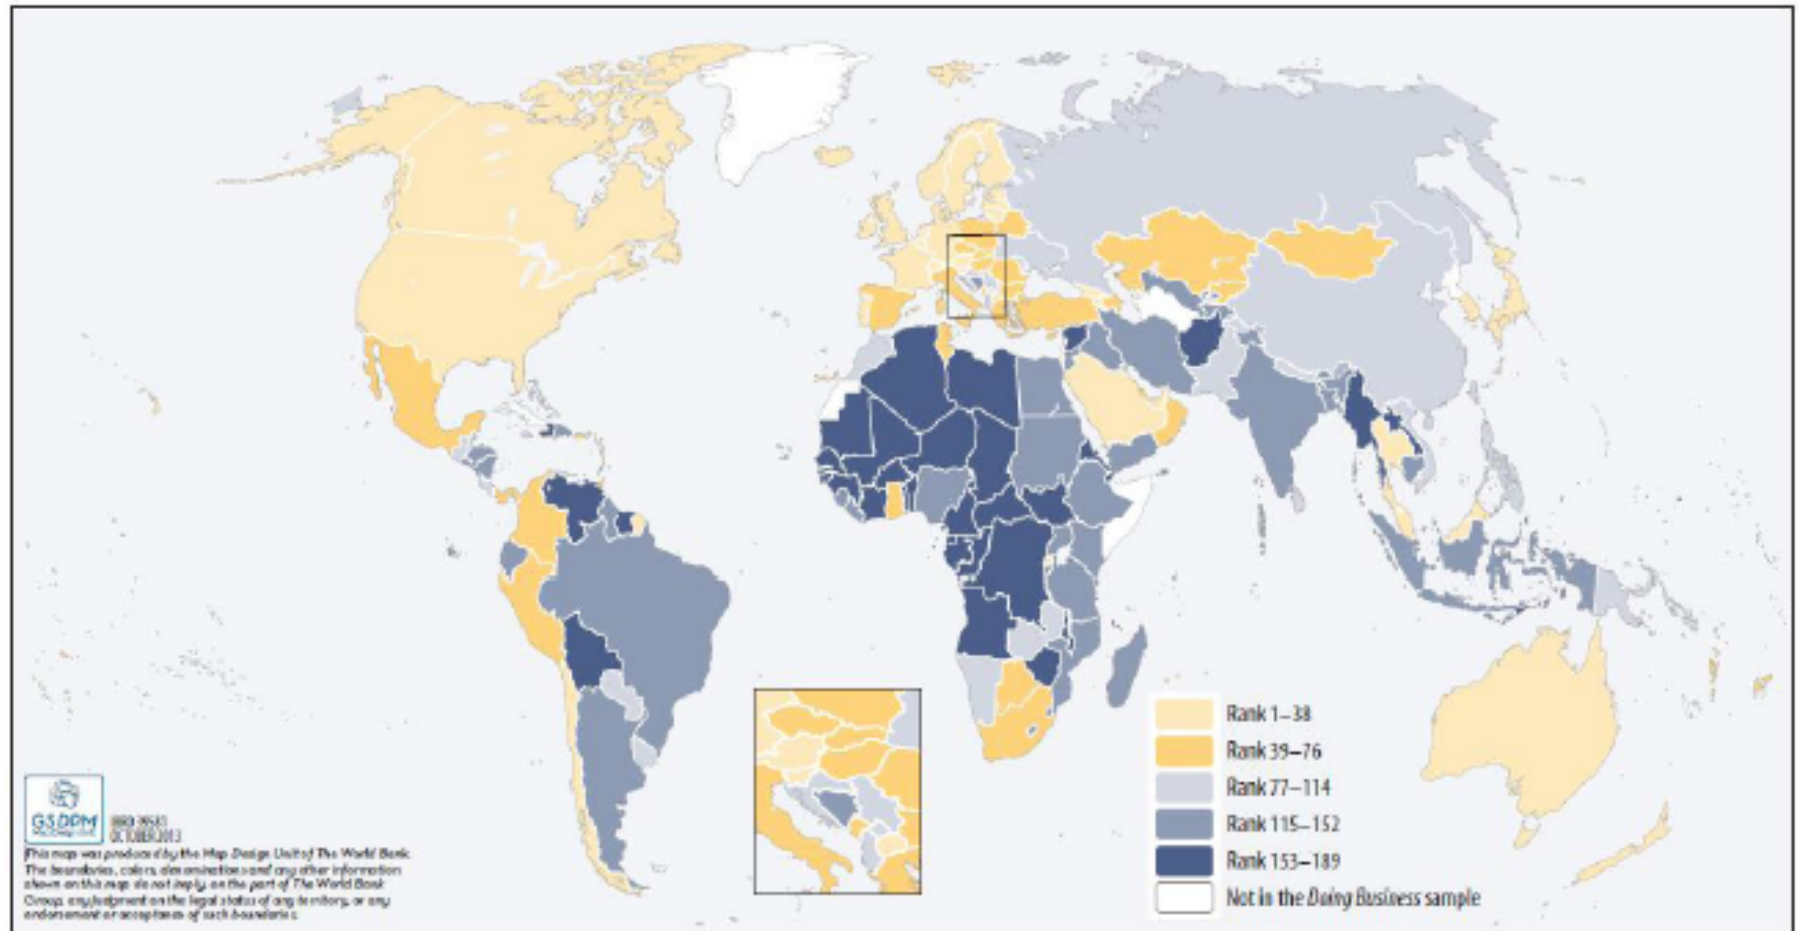 Rank 1–38
Rank 39–76
Rank 77–114
Rank 115–152
Rank 153–189
Not in the Doing Business sample
GSDPM
OCTOBER 2013
This map was produced by the Map Design Unit of The World Bank.
The boundaries, colors, denominations and any other information
shown on this map do not imply, on the part of The World Bank
Group, any judgment on the legal status of any territory, or any
endorsement or acceptance of such boundaries.